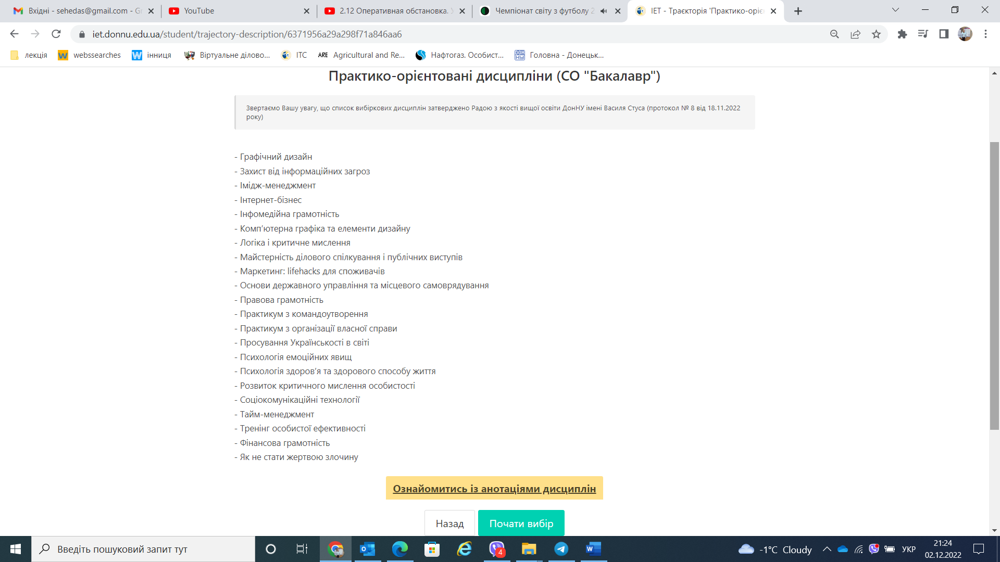 Вхідні - sehedas@gmail.com - Gm
YouTube
2.12 Оперативная обстановка. У
Чемпіонат світу з футболу 2
ІЕТ - Траєкторія 'Практико-оріє
iet.donnu.edu.ua/student/trajectory-description/6371956a29a298f71a846aa6
лекція
webssearches
інниця
Віртуальне ділово...
ІТС
ARE Agricultural and Re...
Нафтогаз. Особист...
Головна - Донецьк...
Практико-орієнтовані дисципліни (СО "Бакалавр")
Звертаємо Вашу увагу, що список вибіркових дисциплін затверджено Радою з якості вищої освіти ДонНУ імені Василя Стуса (протокол № 8 від 18.11.2022
року)
- Графічний дизайн
- Захист від інформаційних загроз
- Імідж-менеджмент
- Інтернет-бізнес
- Інфомедійна грамотність
- Комп'ютерна графіка та елементи дизайну
- Логіка і критичне мислення
- Майстерність ділового спілкування і публічних виступів
- Маркетинг: lifehacks для споживачів
- Основи державного управління та місцевого самоврядування
- Правова грамотність
- Практикум з командоутворення
- Практикум з організації власної справи
- Просування Українськості в світі
- Психологія емоційних явищ
- Психологія здоров'я та здорового способу життя
- Розвиток критичного мислення особистості
- Соціокомунікаційні технології
- Тайм-менеджмент
- Тренінг особистої ефективності
- Фінансова грамотність
- Як не стати жертвою злочину
Ознайомитись із анотаціями дисциплін
Назад
Почати вибір
Введіть пошуковий запит тут
4
-1°C Cloudy
УКР
21:24
02.12.2022